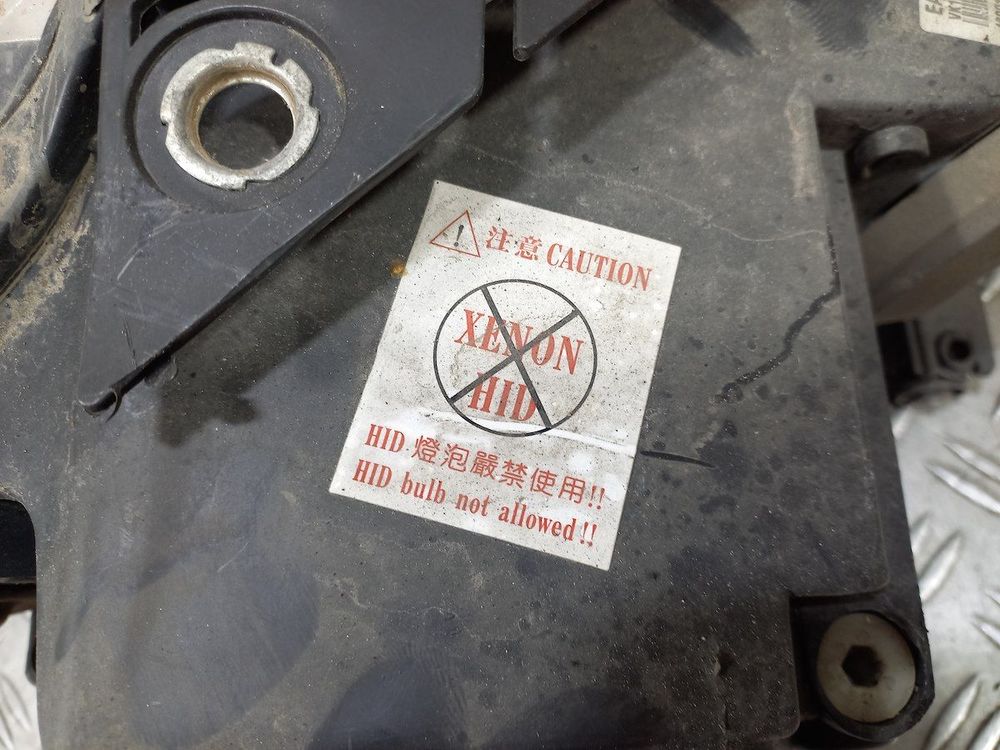 注意 CAUTION
XENON
HID
HID 燈泡嚴禁使用!!
HID bulb not allowed!!